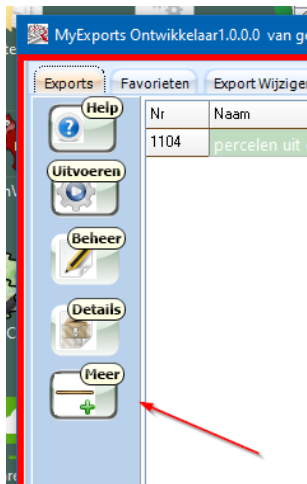 MyExports Ontwikkelaar1.0.0.0 van
Exports Favorieten Export
Help
Nr Naam
1104 percelen uit
Uitvoeren
Beheer
Details
Meer